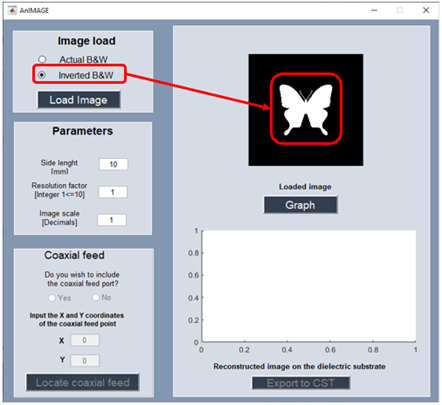 AnIMAGE
Image load
Actual B&W
Inverted B&W
Load Image
Parameters
Side lenght
[mm]
10
Resolution factor
[Integer 1<=10]
1
Image scale
[Decimals]
1
Coaxial feed
Do you wish to include
the coaxial feed port?
Yes No
Input the X and Y coordinates
of the coaxial feed point
X 0
Y 0
Locate coaxial feed
Loaded image
Graph
1
0.8
0.6
0.4
0.2
0
0 0.2 0.4 0.6 0.8 1
Reconstructed image on the dielectric substrate
Export to CST